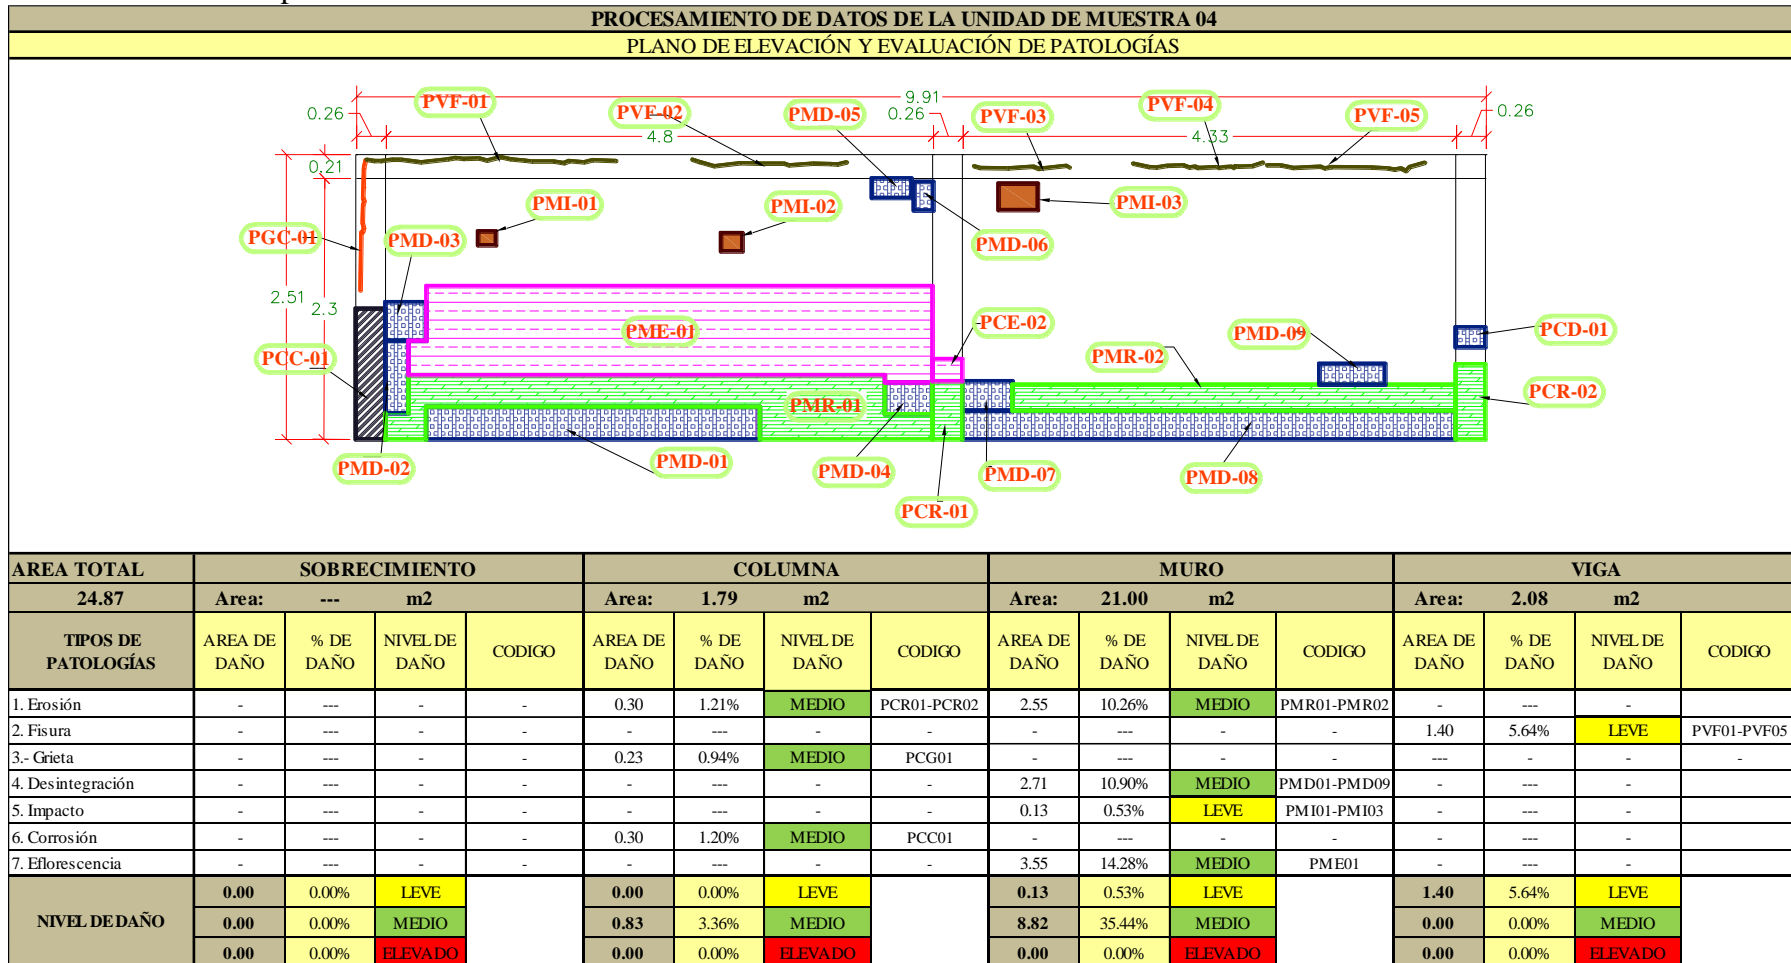 PROCESAMIENTO DE DATOS DE LA UNIDAD DE MUESTRA 04
PLANO DE ELEVACIÓN Y EVALUACIÓN DE PATOLOGÍAS
9.91
0.26 PVF-01 PVF-02 PMD-05 0.26 PVF-03 PVF-04 PVF-05 0.26
4.8 4.33
0.21
PMI-01 PMI-02 PMI-03
PGC-01 PMD-03 PMD-06
2.51 2.3
PME-01 PCE-02 PMD-09 PCD-01
PCC-01 PMR-02
PMR-01 PCR-02
PMD-02 PMD-01 PMD-04 PMD-07 PMD-08
PCR-01
AREA TOTAL SOBRECIMIENTO COLUMNA MURO VIGA
24.87 Area: --- m2 Area: 1.79 m2 Area: 21.00 m2 Area: 2.08 m2
TIPOS DE PATOLOGÍAS AREA DE DAÑO % DE DAÑO NIVEL DE DAÑO CODIGO AREA DE DAÑO % DE DAÑO NIVEL DE DAÑO CODIGO AREA DE DAÑO % DE DAÑO NIVEL DE DAÑO CODIGO AREA DE DAÑO % DE DAÑO NIVEL DE DAÑO CODIGO
1. Erosión - --- - - 0.30 1.21% MEDIO PCR01-PCR02 2.55 10.26% MEDIO PMR01-PMR02 - --- -
2. Fisura - --- - - - --- - - - --- - - 1.40 5.64% LEVE PVF01-PVF05
3.- Grieta - --- - - 0.23 0.94% MEDIO PCG01 - --- - - --- --- - -
4. Desintegración - --- - - - --- - - 2.71 10.90% MEDIO PMD01-PMD09 - --- -
5. Impacto - --- - - - --- - - 0.13 0.53% LEVE PMI01-PMI03 - --- -
6. Corrosión - --- - - 0.30 1.20% MEDIO PCC01 - --- - - - --- -
7. Eflorescencia - --- - - - --- - - 3.55 14.28% MEDIO PME01 - --- -
0.00 0.00% LEVE 0.00 0.00% LEVE 0.13 0.53% LEVE 1.40 5.64% LEVE
NIVEL DE DAÑO 0.00 0.00% MEDIO 0.83 3.36% MEDIO 8.82 35.44% MEDIO 0.00 0.00% MEDIO
0.00 0.00% ELEVADO 0.00 0.00% ELEVADO 0.00 0.00% ELEVADO 0.00 0.00% ELEVADO